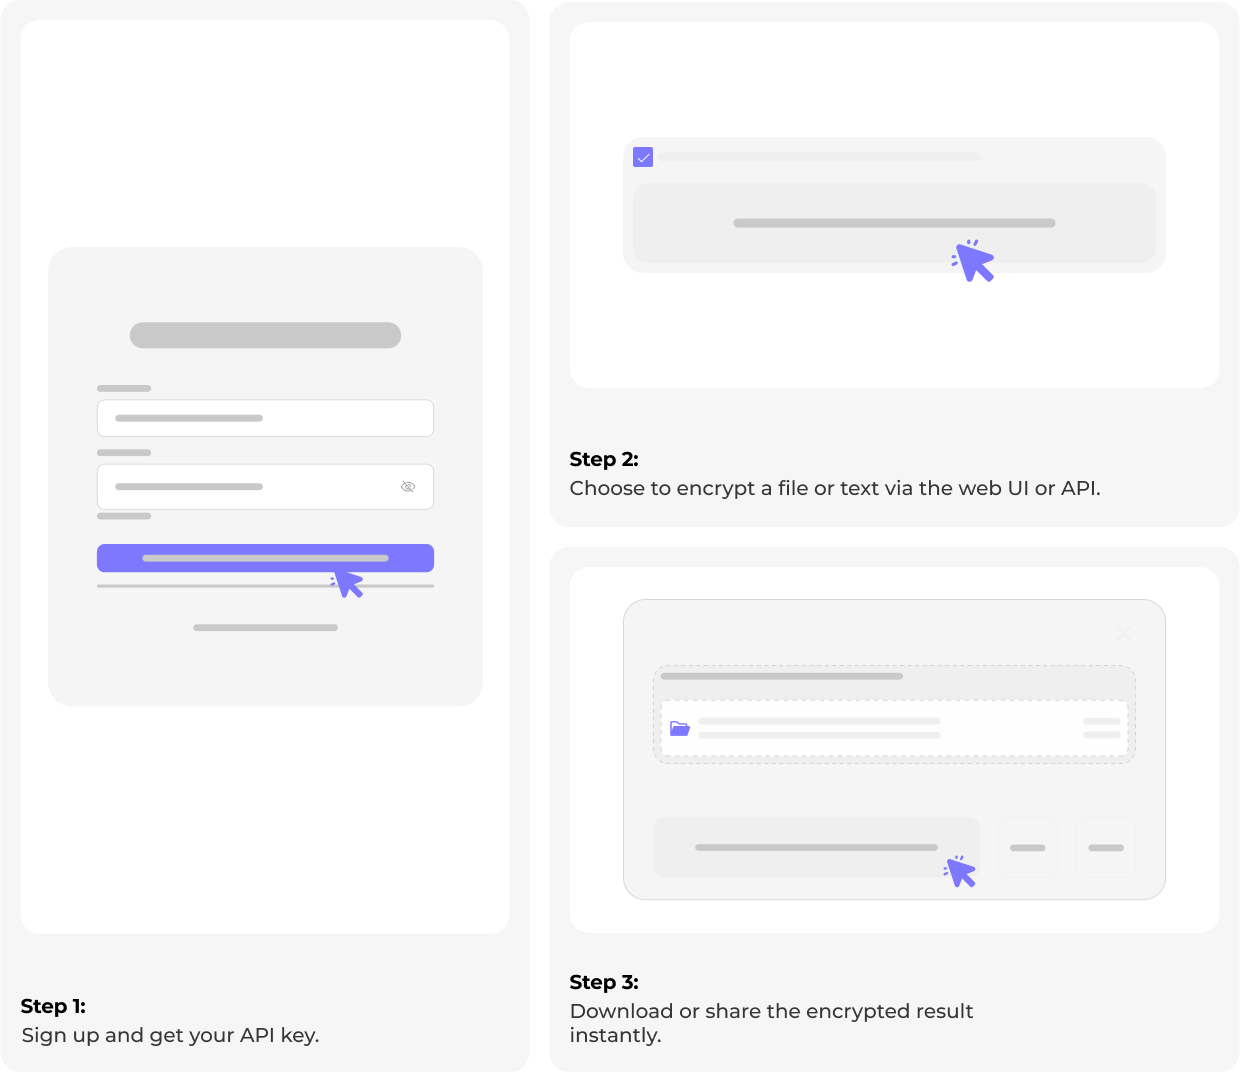 Step 1:
Sign up and get your API key.
Step 2:
Choose to encrypt a file or text via the web UI or API.
Step 3:
Download or share the encrypted result
instantly.